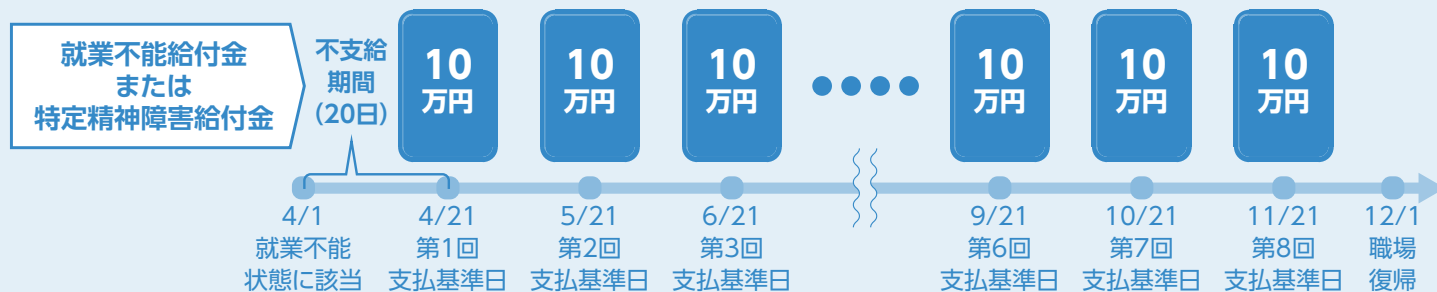 就業不能給付金
または
特定精神障害給付金
不支給
期間
(20日)
10
万円
10
万円
10
万円
10
万円
10
万円
10
万円
4/1
就業不能
状態に該当
4/21
第1回
支払基準日
5/21
第2回
支払基準日
6/21
第3回
支払基準日
9/21
第6回
支払基準日
10/21
第7回
支払基準日
11/21
第8回
支払基準日
12/1
職場
復帰